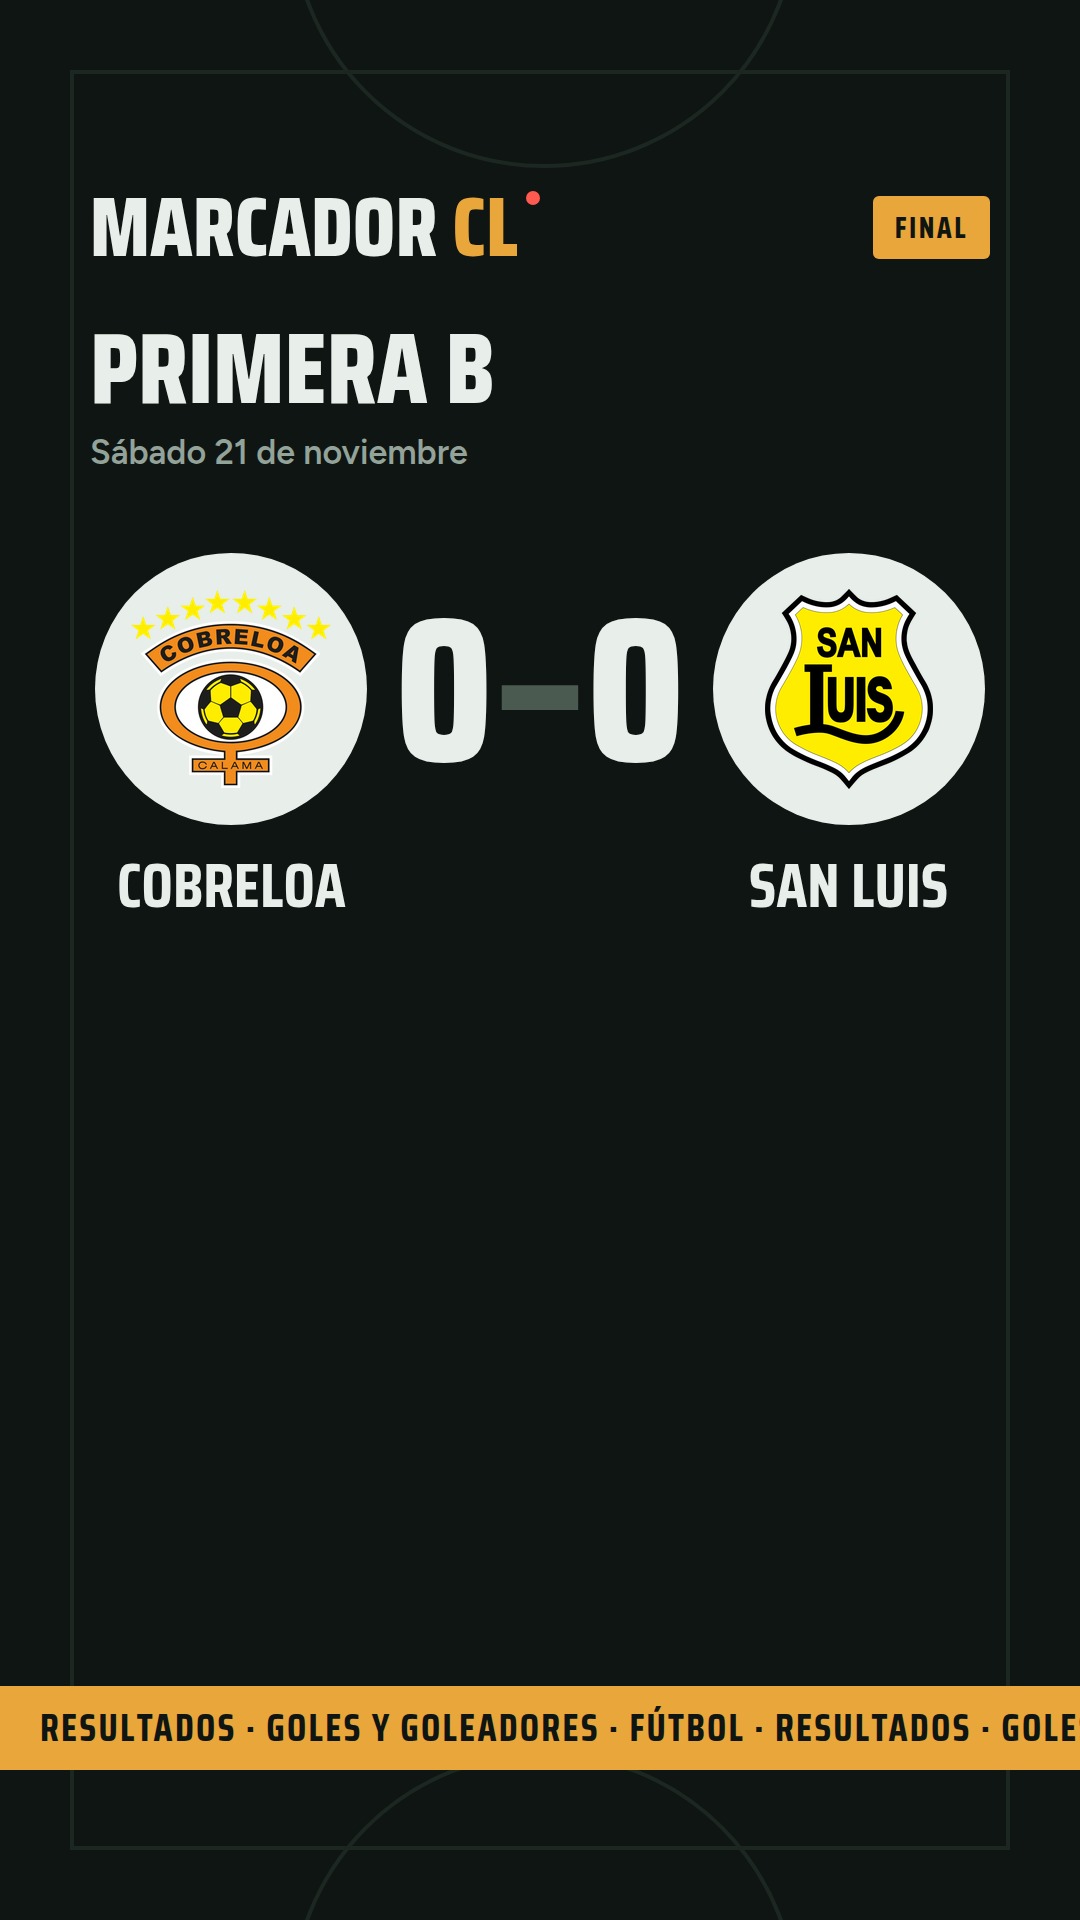 MARCADOR CL
FINAL
PRIMERA B
Sábado 21 de noviembre
COBRELOA
CALAMA
0–0
SAN
LUIS
COBRELOA
SAN LUIS
RESULTADOS · GOLES Y GOLEADORES · FÚTBOL · RESULTADOS · GOLES